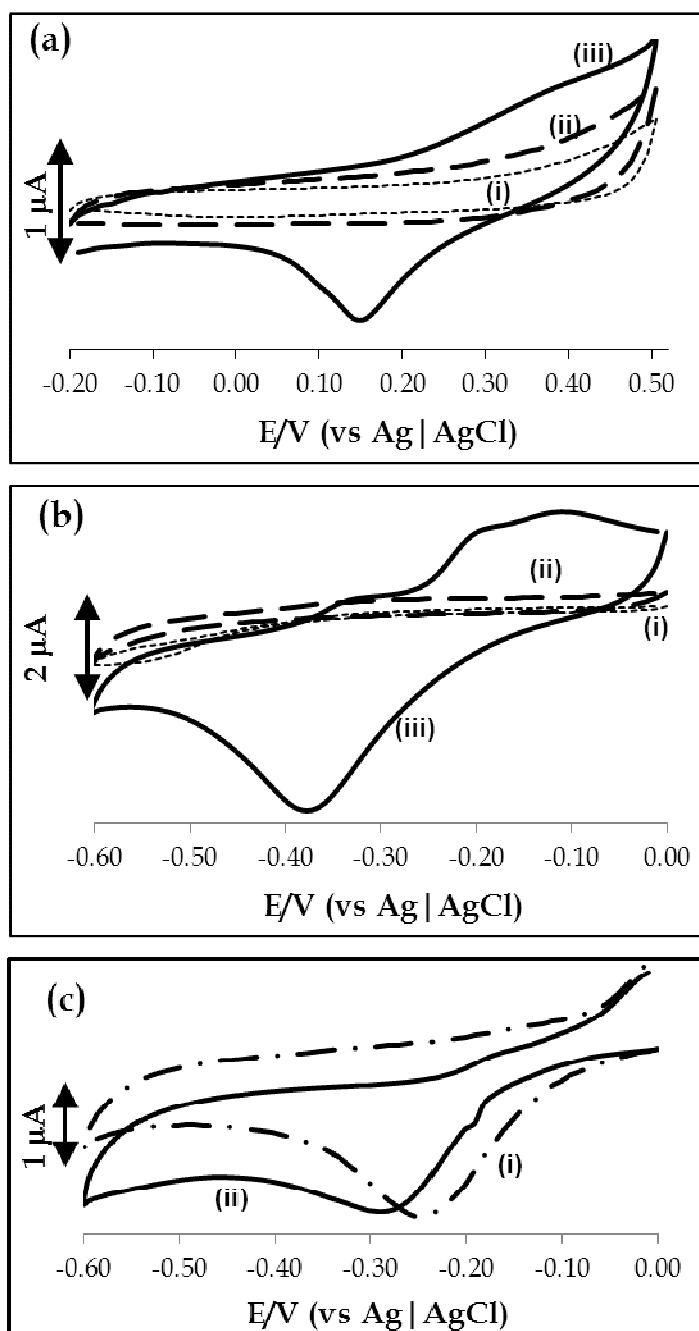 (a)
(iii)
(ii)
(i)
1 µA
-0.20 -0.10 0.00 0.10 0.20 0.30 0.40 0.50
E/V (vs Ag|AgCl)
(b)
(ii)
(i)
2 µA
(iii)
-0.60 -0.50 -0.40 -0.30 -0.20 -0.10 0.00
E/V (vs Ag|AgCl)
(c)
1 µA
(i)
(ii)
-0.60 -0.50 -0.40 -0.30 -0.20 -0.10 0.00
E/V (vs Ag|AgCl)